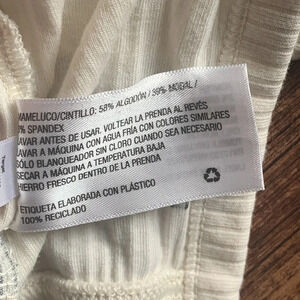 MAMELUCO/CINTILLO: 58% ALGODÓN / 39% MODAL /
% SPANDEX
LAVAR ANTES DE USAR. VOLTEAR LA PRENDA AL REVÉS
LAVAR A MÁQUINA CON AGUA FRÍA CON COLORES SIMILARES
SÓLO BLANQUEADOR SIN CLORO CUANDO SEA NECESARIO
SECAR A MÁQUINA A TEMPERATURA BAJA
HIERRO FRESCO DENTRO DE LA PRENDA
ETIQUETA ELABORADA CON PLÁSTICO
100% RECICLADO